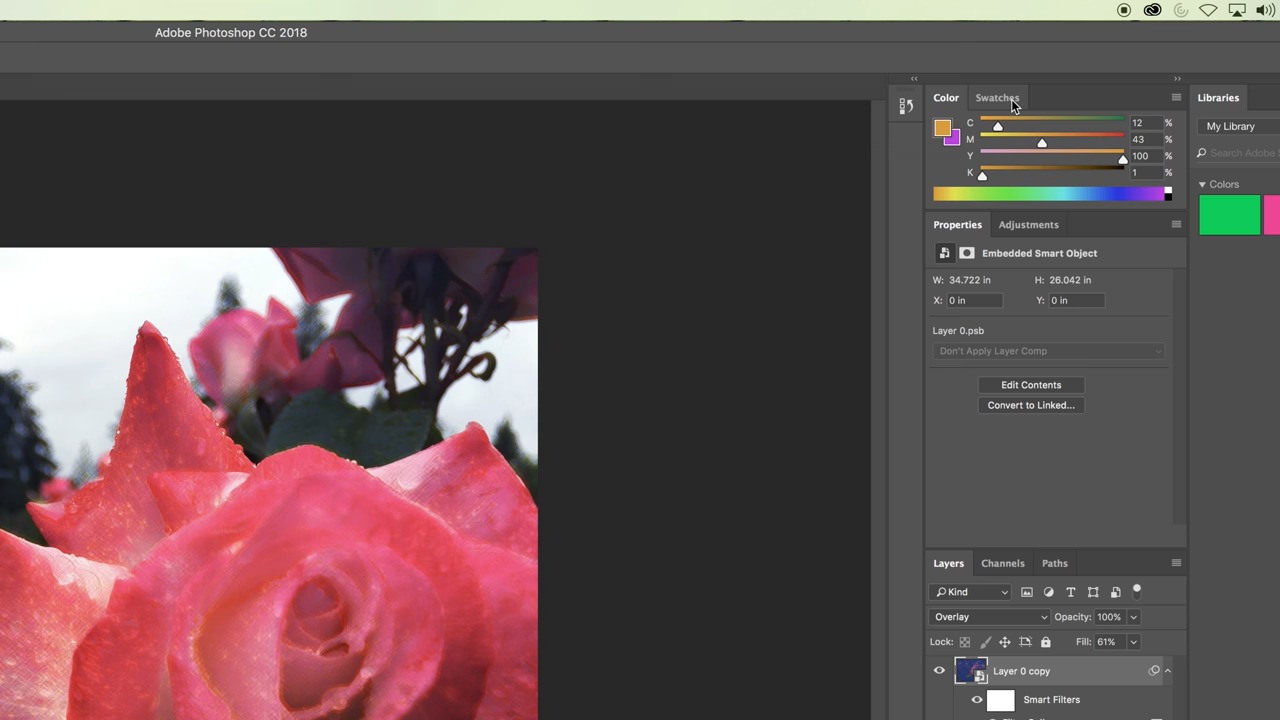 Adobe Photoshop CC 2018
Color Swatches
C 12 %
M 43 %
Y 100 %
K 1 %
Properties Adjustments
Embedded Smart Object
W: 34.722 in H: 26.042 in
X: 0 in Y: 0 in
Layer 0.psb
Don't Apply Layer Comp
Edit Contents
Convert to Linked...
Layers Channels Paths
Kind
Overlay Opacity: 100%
Lock: Fill: 61%
Layer 0 copy
Smart Filters
Libraries
My Library
Search Adobe
Colors